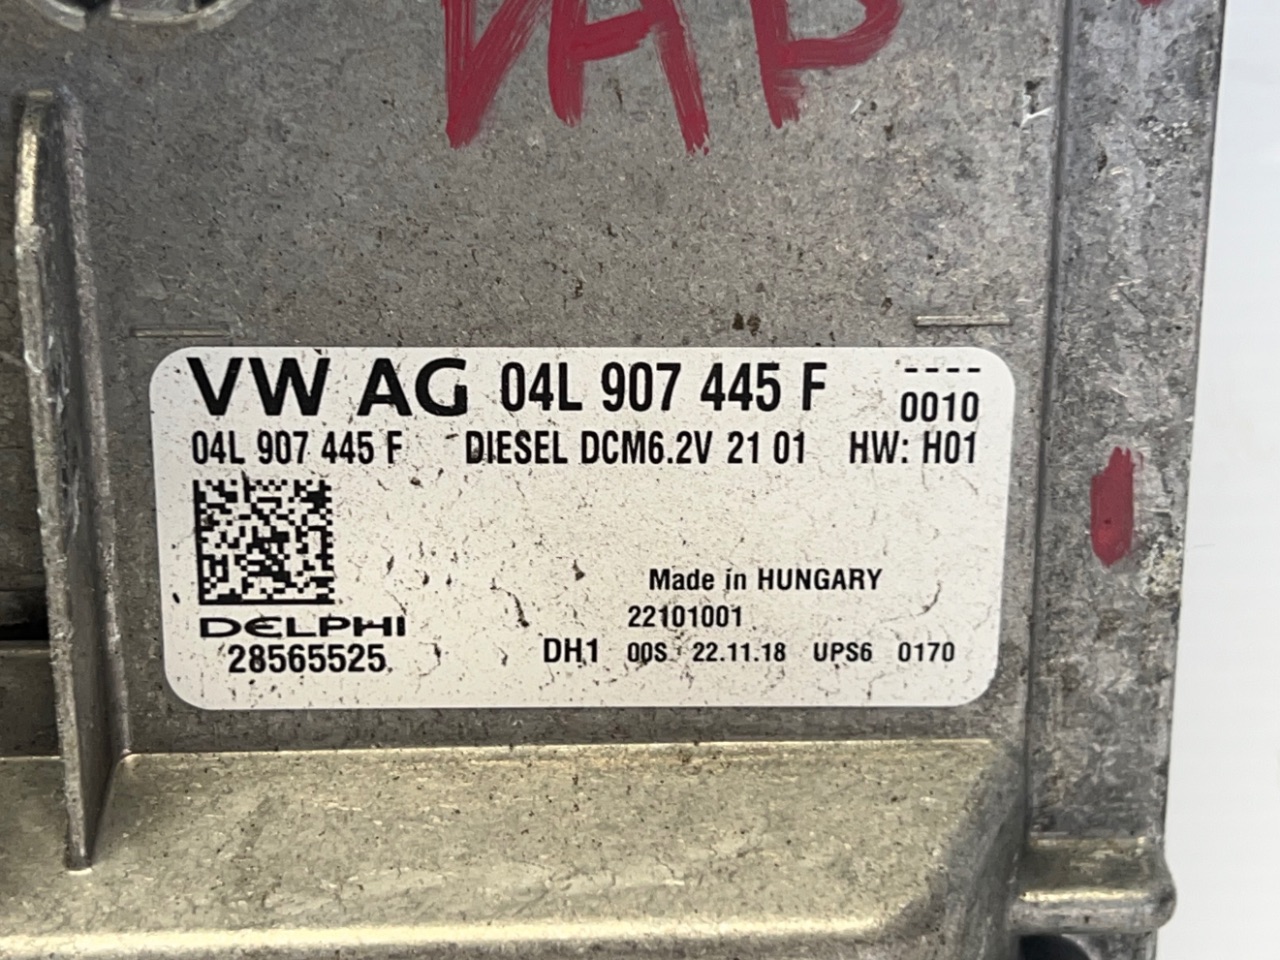 VW AG 04L 907 445 F ----
0010
04L 907 445 F DIESEL DCM6.2V 21 01 HW: H01
Made in HUNGARY
22101001
DELPHI
28565525
DH1 00S 22.11.18 UPS6 0170